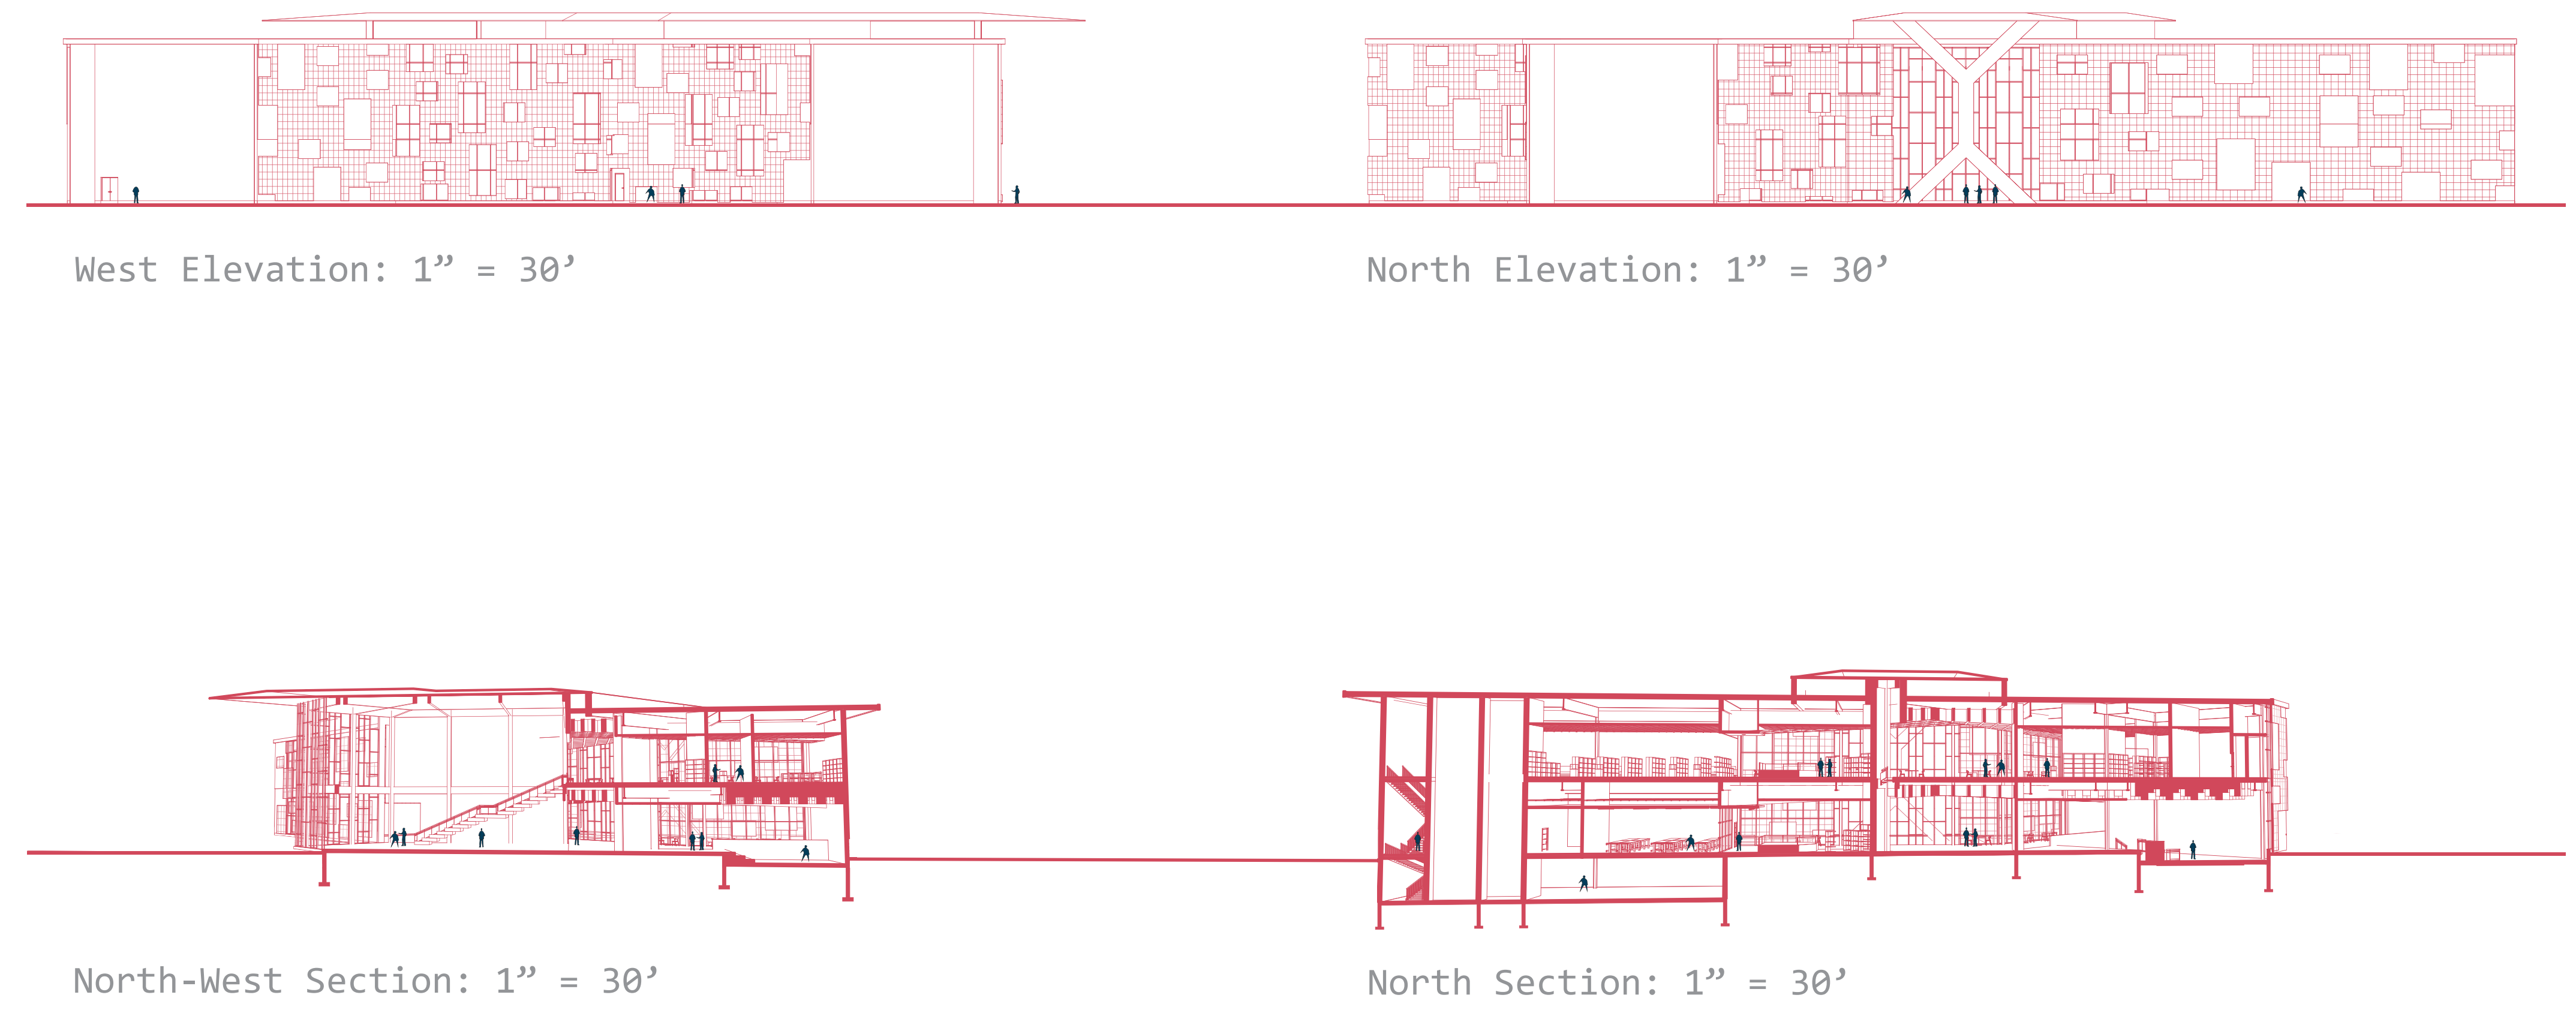 West Elevation: 1” = 30’
North Elevation: 1” = 30’
North-West Section: 1” = 30’
North Section: 1” = 30’